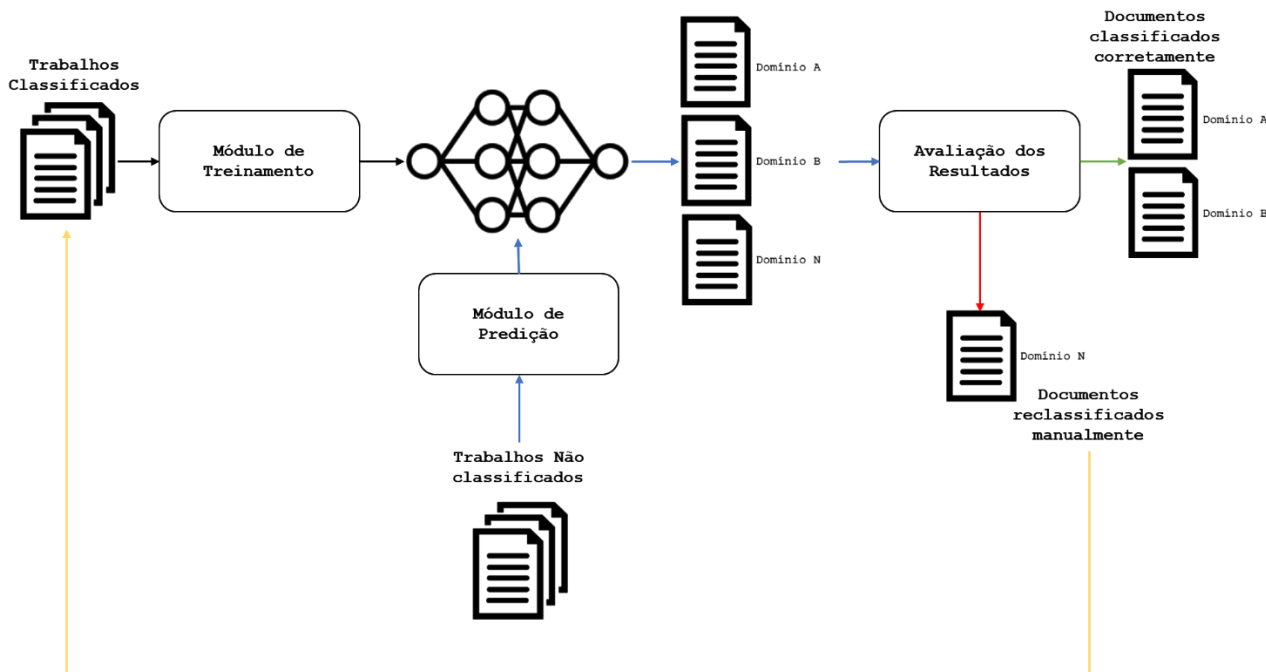 Trabalhos
Classificados
Módulo de
Treinamento
Domínio A
Domínio B
Domínio N
Avaliação dos
Resultados
Documentos
classificados
corretamente
Domínio A
Domínio B
Módulo de
Predição
Domínio N
Documentos
reclassificados
manualmente
Trabalhos Não
classificados